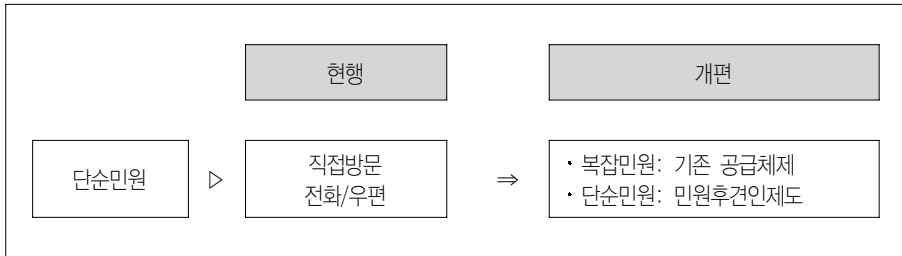 현행
개편
단순민원
▷
직접방문
전화/우편
⇒
· 복잡민원: 기존 공급체제
· 단순민원: 민원후견인제도